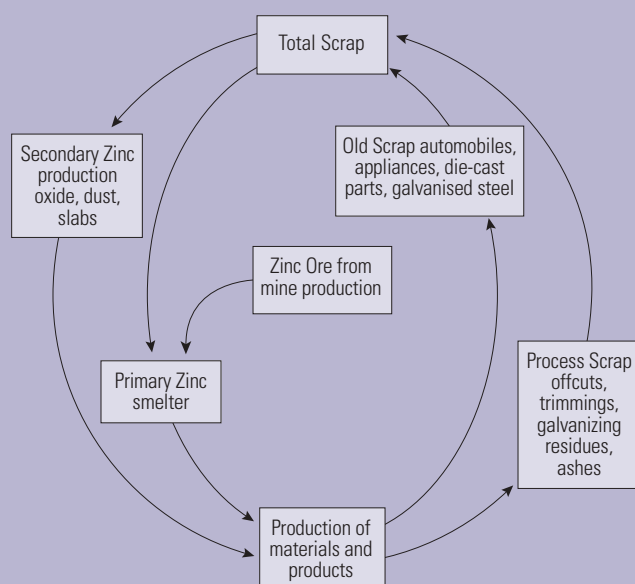 Total Scrap
Secondary Zinc
production
oxide, dust,
slabs
Old Scrap automobiles,
appliances, die-cast
parts, galvanised steel
Zinc Ore from
mine production
Primary Zinc
smelter
Process Scrap
offcuts,
trimmings,
galvanizing
residues,
ashes
Production of
materials and
products